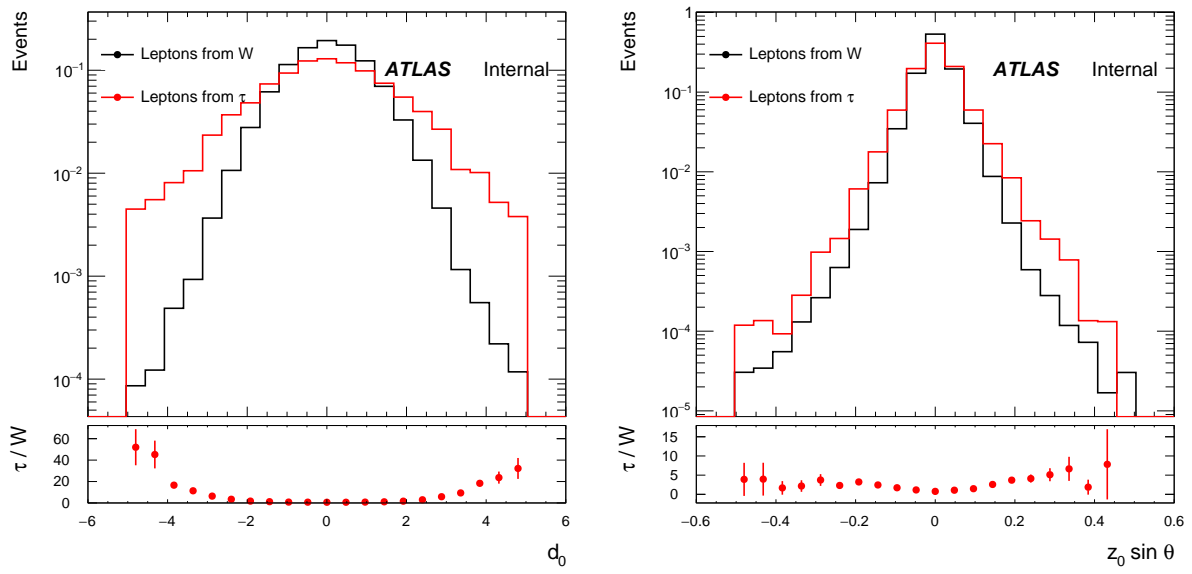 Events
Leptons from W
Leptons from τ
ATLAS Internal
10⁻¹
10⁻²
10⁻³
10⁻⁴
τ / W
60
40
20
0
−6 −4 −2 0 2 4 6
d₀
Events
Leptons from W
Leptons from τ
ATLAS Internal
1
10⁻¹
10⁻²
10⁻³
10⁻⁴
10⁻⁵
τ / W
15
10
5
0
−0.6 −0.4 −0.2 0 0.2 0.4 0.6
z₀ sin θ